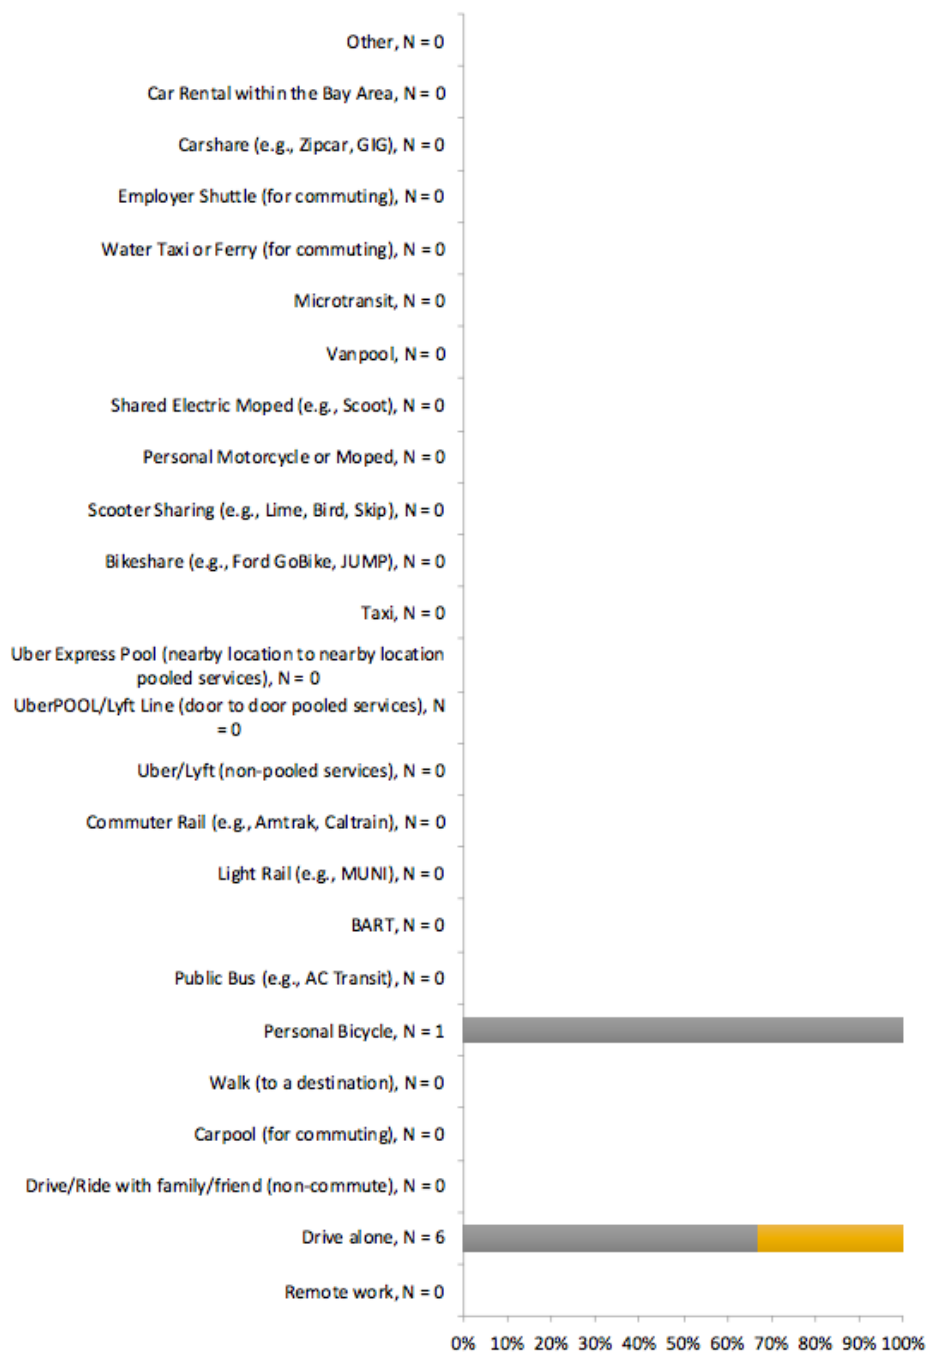 Other, N = 0
Car Rental within the Bay Area, N = 0
Carshare (e.g., Zipcar, GIG), N = 0
Employer Shuttle (for commuting), N = 0
Water Taxi or Ferry (for commuting), N = 0
Microtransit, N = 0
Vanpool, N = 0
Shared Electric Moped (e.g., Scoot), N = 0
Personal Motorcycle or Moped, N = 0
Scooter Sharing (e.g., Lime, Bird, Skip), N = 0
Bikeshare (e.g., Ford GoBike, JUMP), N = 0
Taxi, N = 0
Uber Express Pool (nearby location to nearby location
pooled services), N = 0
UberPOOL/Lyft Line (door to door pooled services), N
= 0
Uber/Lyft (non-pooled services), N = 0
Commuter Rail (e.g., Amtrak, Caltrain), N = 0
Light Rail (e.g., MUNI), N = 0
BART, N = 0
Public Bus (e.g., AC Transit), N = 0
Personal Bicycle, N = 1
Walk (to a destination), N = 0
Carpool (for commuting), N = 0
Drive/Ride with family/friend (non-commute), N = 0
Drive alone, N = 6
Remote work, N = 0
0% 10% 20% 30% 40% 50% 60% 70% 80% 90% 100%